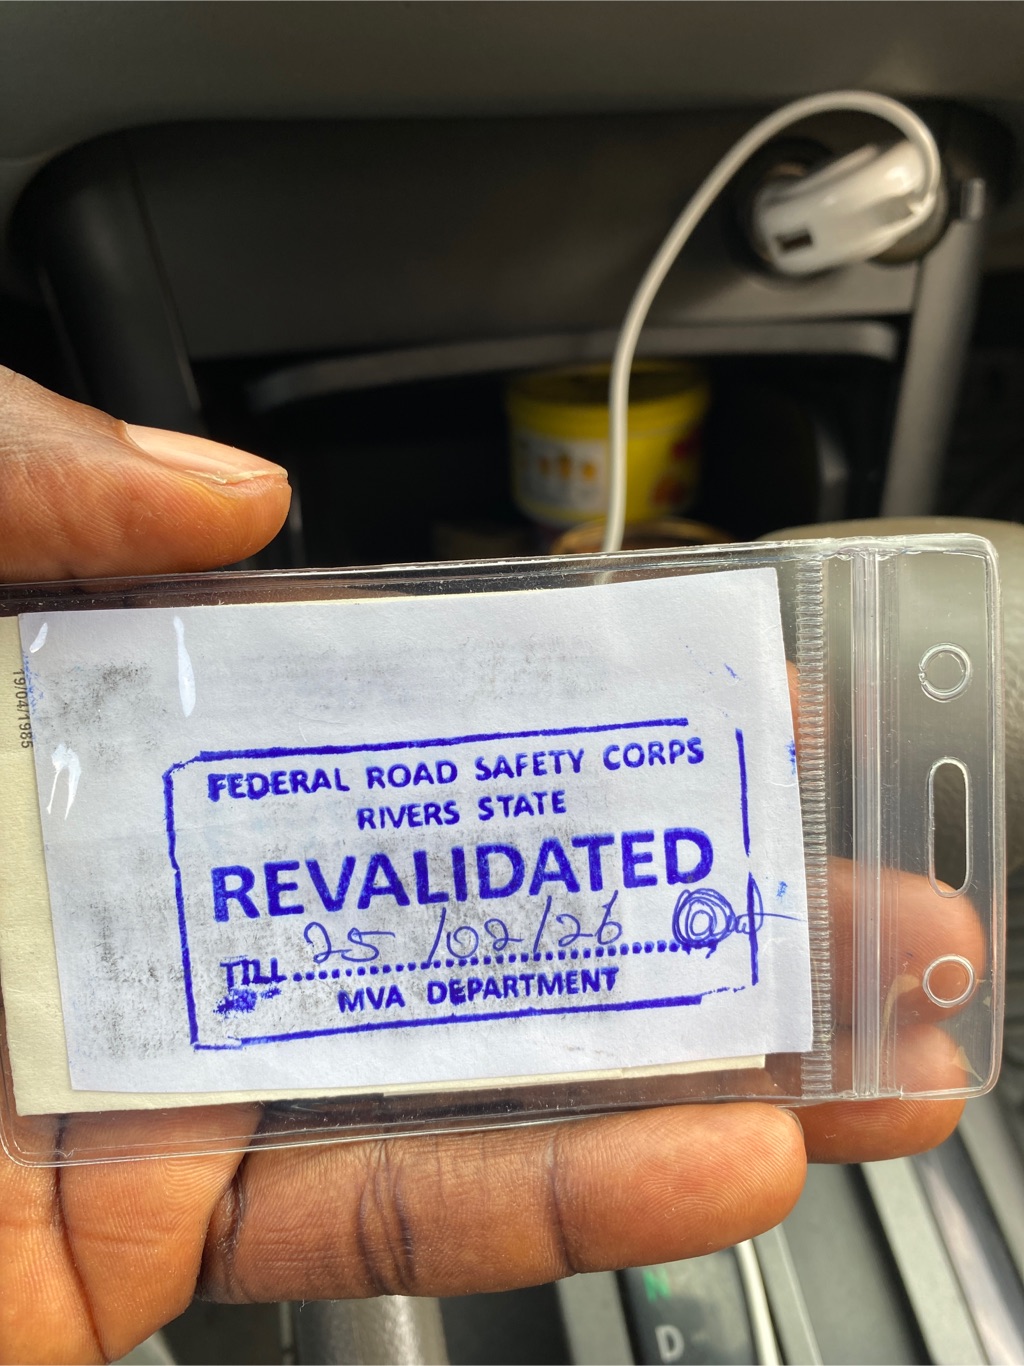 19/04/1985
FEDERAL ROAD SAFETY CORPS
RIVERS STATE
REVALIDATED
TILL 25/02/26
MVA DEPARTMENT
N
D